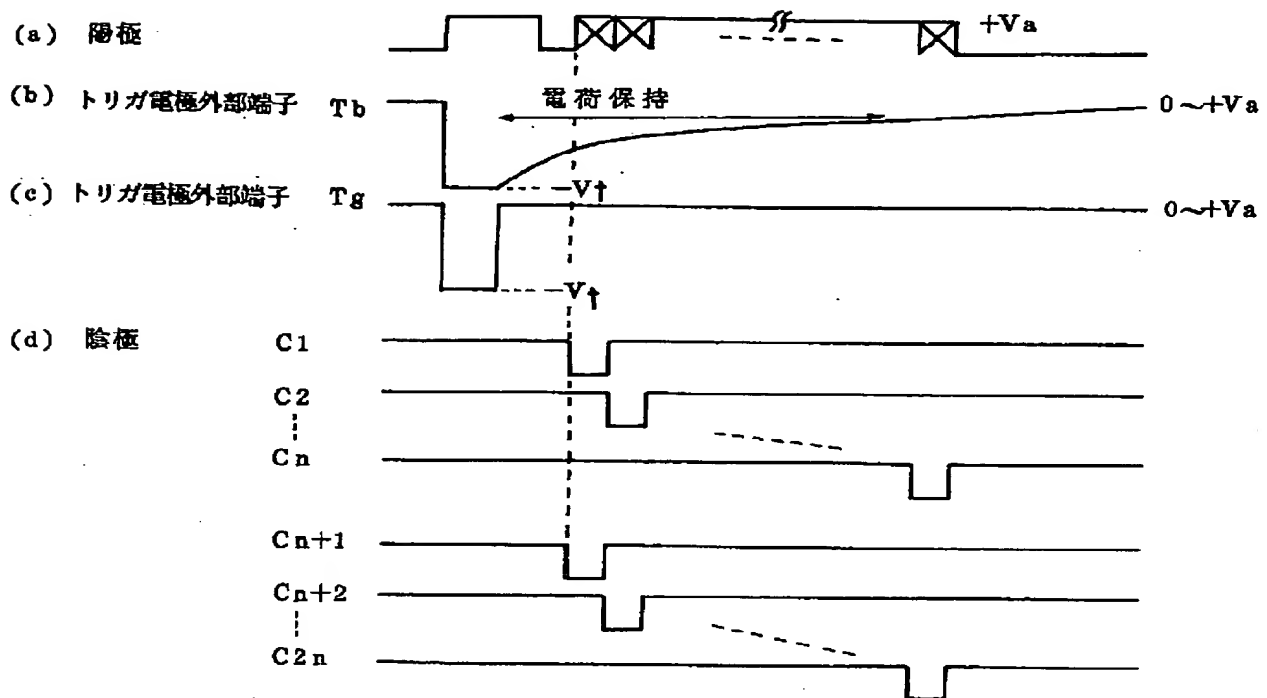 (a) 陽極 +Va
(b) トリガ電極外部端子 Tb 電荷保持 0~+Va
Vt
(c) トリガ電極外部端子 Tg 0~+Va
Vt
(d) 陰極 C1
C2
Cn
Cn+1
Cn+2
C2n